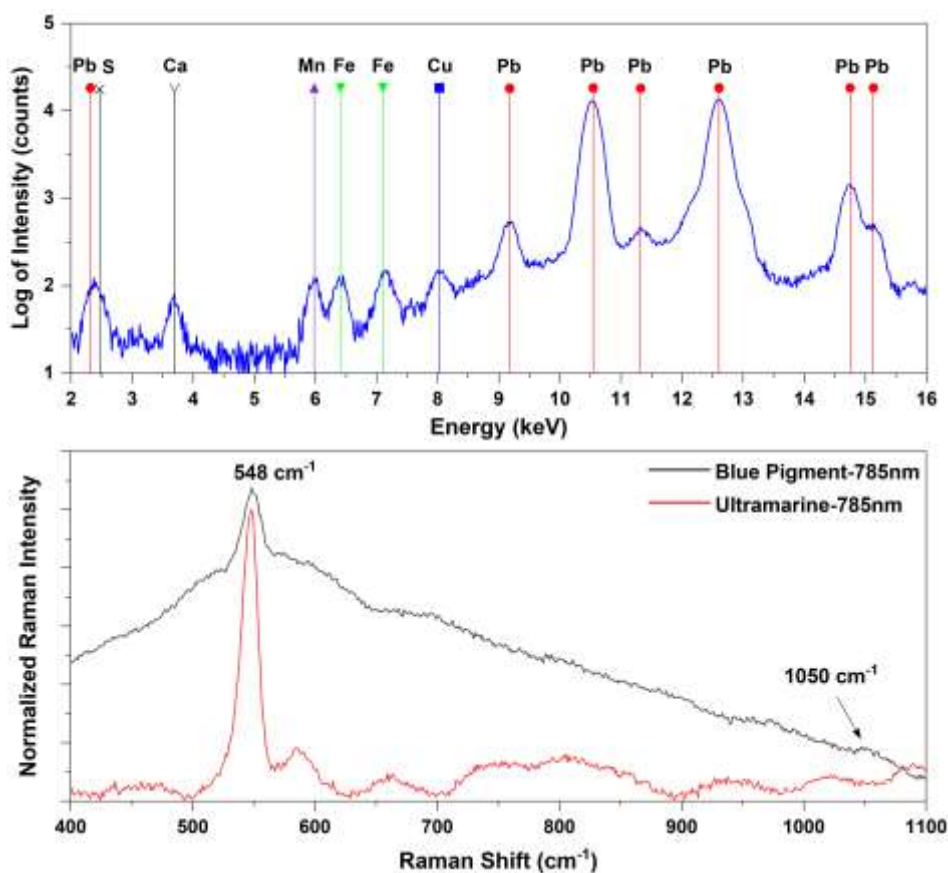 5
4
3
2
1
Log of Intensity (counts)
Pb S Ca Mn Fe Fe Cu Pb Pb Pb Pb Pb Pb
2 3 4 5 6 7 8 9 10 11 12 13 14 15 16
Energy (keV)
548 cm⁻¹
Blue Pigment-785nm
Ultramarine-785nm
1050 cm⁻¹
Normalized Raman Intensity
400 500 600 700 800 900 1000 1100
Raman Shift (cm⁻¹)